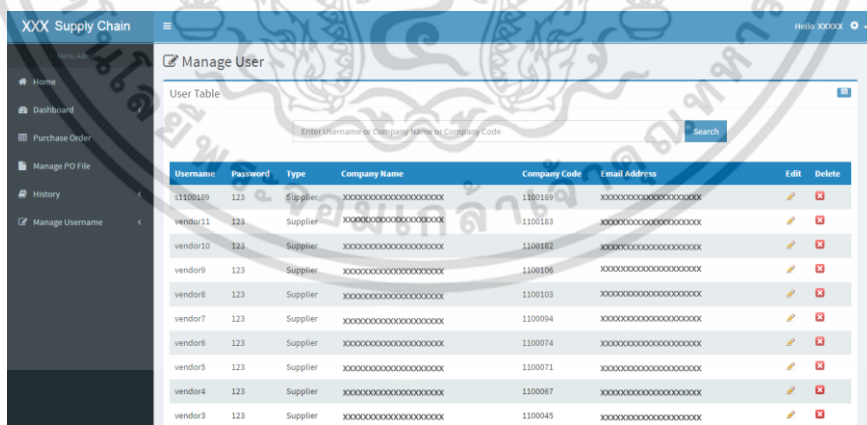 XXX Supply Chain
Hello XXXXX
Menu Admin
Home
Dashboard
Purchase Order
Manage PO File
History
Manage Username
Manage User
User Table
Enter Username or Company Name or Company Code Search
Username Password Type Company Name Company Code Email Address Edit Delete
s1100189 123 Supplier XXXXXXXXXXXXXXXXXXXX 1100189 XXXXXXXXXXXXXXXXXXXX
vendor11 123 Supplier XXXXXXXXXXXXXXXXXXXX 1100183 XXXXXXXXXXXXXXXXXXXX
vendor10 123 Supplier XXXXXXXXXXXXXXXXXXXX 1100182 XXXXXXXXXXXXXXXXXXXX
vendor9 123 Supplier XXXXXXXXXXXXXXXXXXXX 1100106 XXXXXXXXXXXXXXXXXXXX
vendor8 123 Supplier XXXXXXXXXXXXXXXXXXXX 1100103 XXXXXXXXXXXXXXXXXXXX
vendor7 123 Supplier XXXXXXXXXXXXXXXXXXXX 1100094 XXXXXXXXXXXXXXXXXXXX
vendor6 123 Supplier XXXXXXXXXXXXXXXXXXXX 1100074 XXXXXXXXXXXXXXXXXXXX
vendor5 123 Supplier XXXXXXXXXXXXXXXXXXXX 1100071 XXXXXXXXXXXXXXXXXXXX
vendor4 123 Supplier XXXXXXXXXXXXXXXXXXXX 1100067 XXXXXXXXXXXXXXXXXXXX
vendor3 123 Supplier XXXXXXXXXXXXXXXXXXXX 1100045 XXXXXXXXXXXXXXXXXXXX